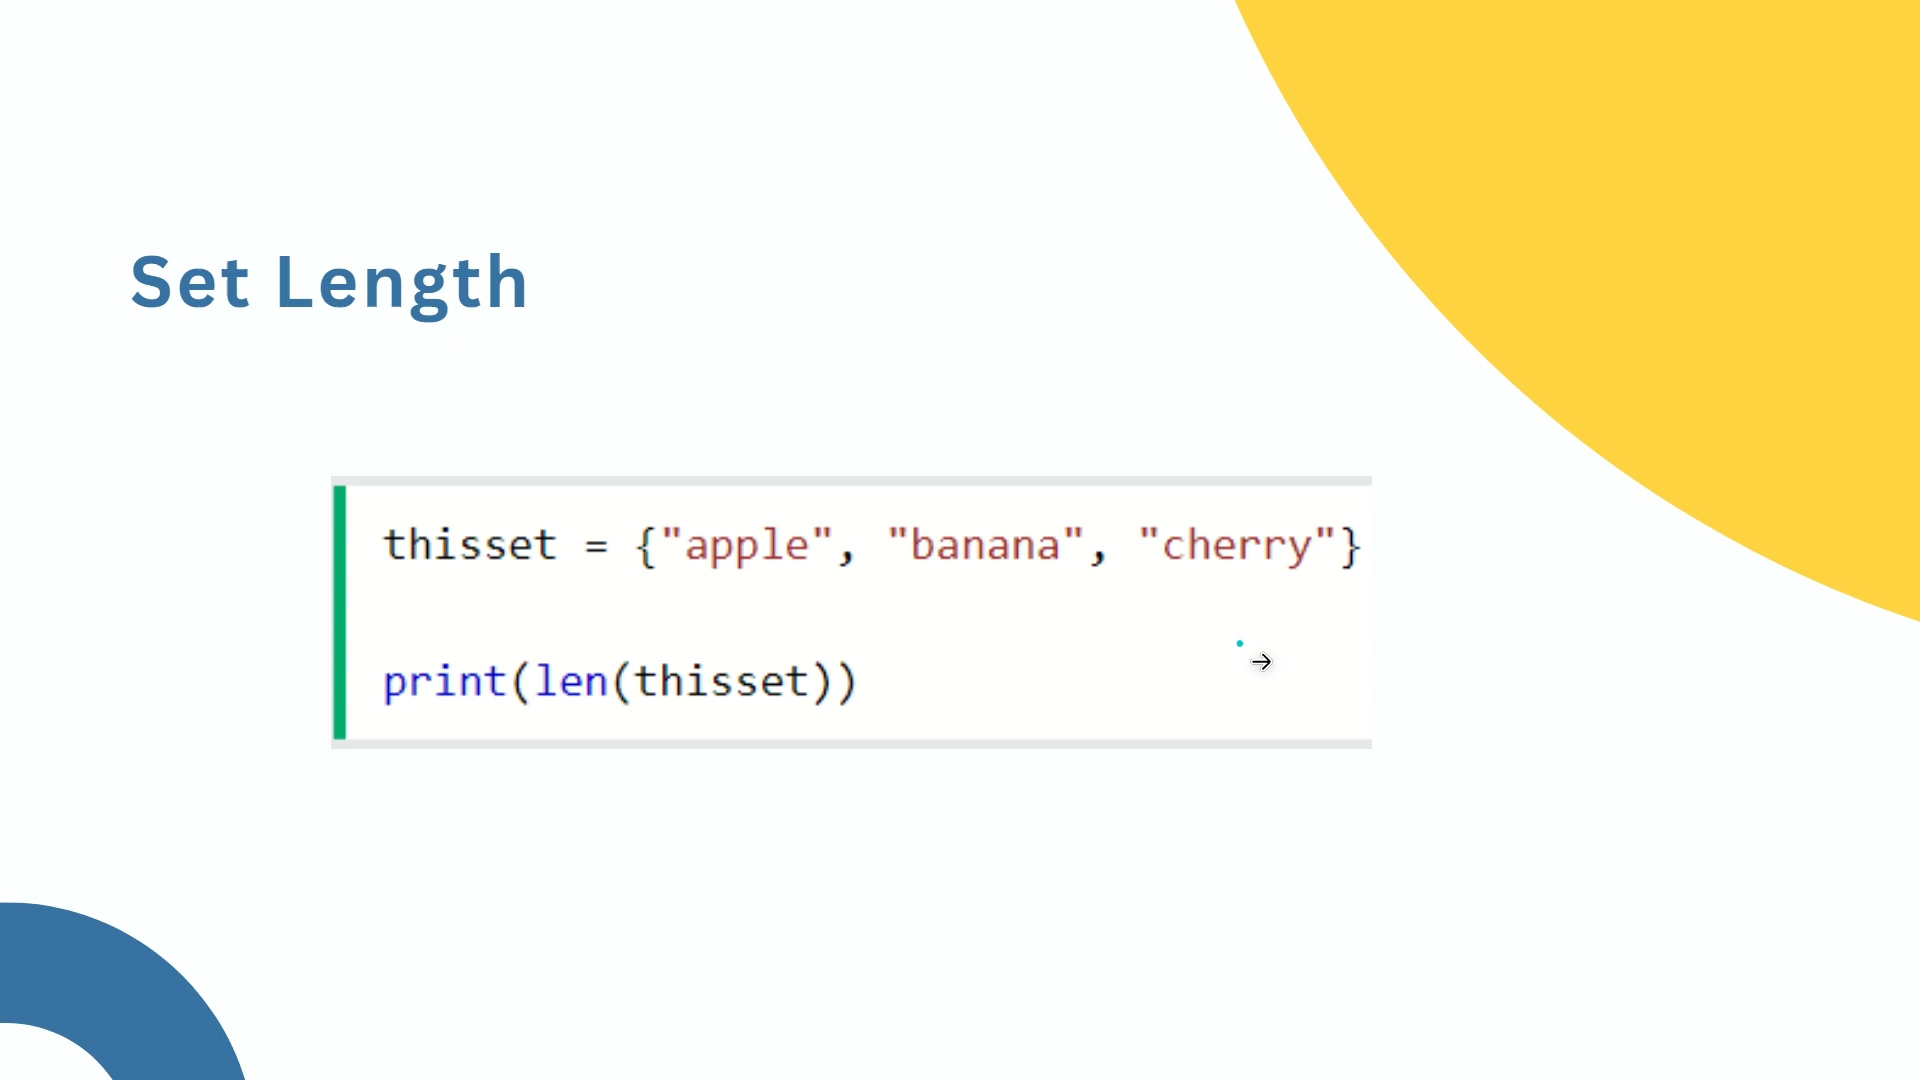 Set Length
thisset = {"apple", "banana", "cherry"}
print(len(thisset))